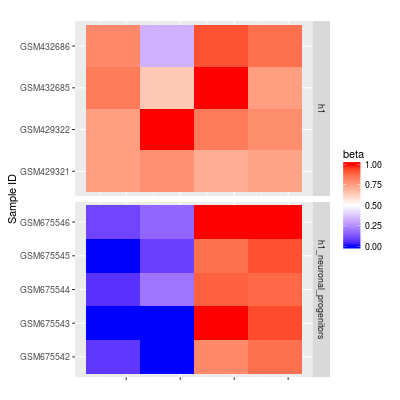 GSM432686
GSM432685
GSM429322
GSM429321
h1
GSM675546
GSM675545
GSM675544
GSM675543
GSM675542
h1_neuronal_progenitors
Sample ID
beta
1.00
0.75
0.50
0.25
0.00